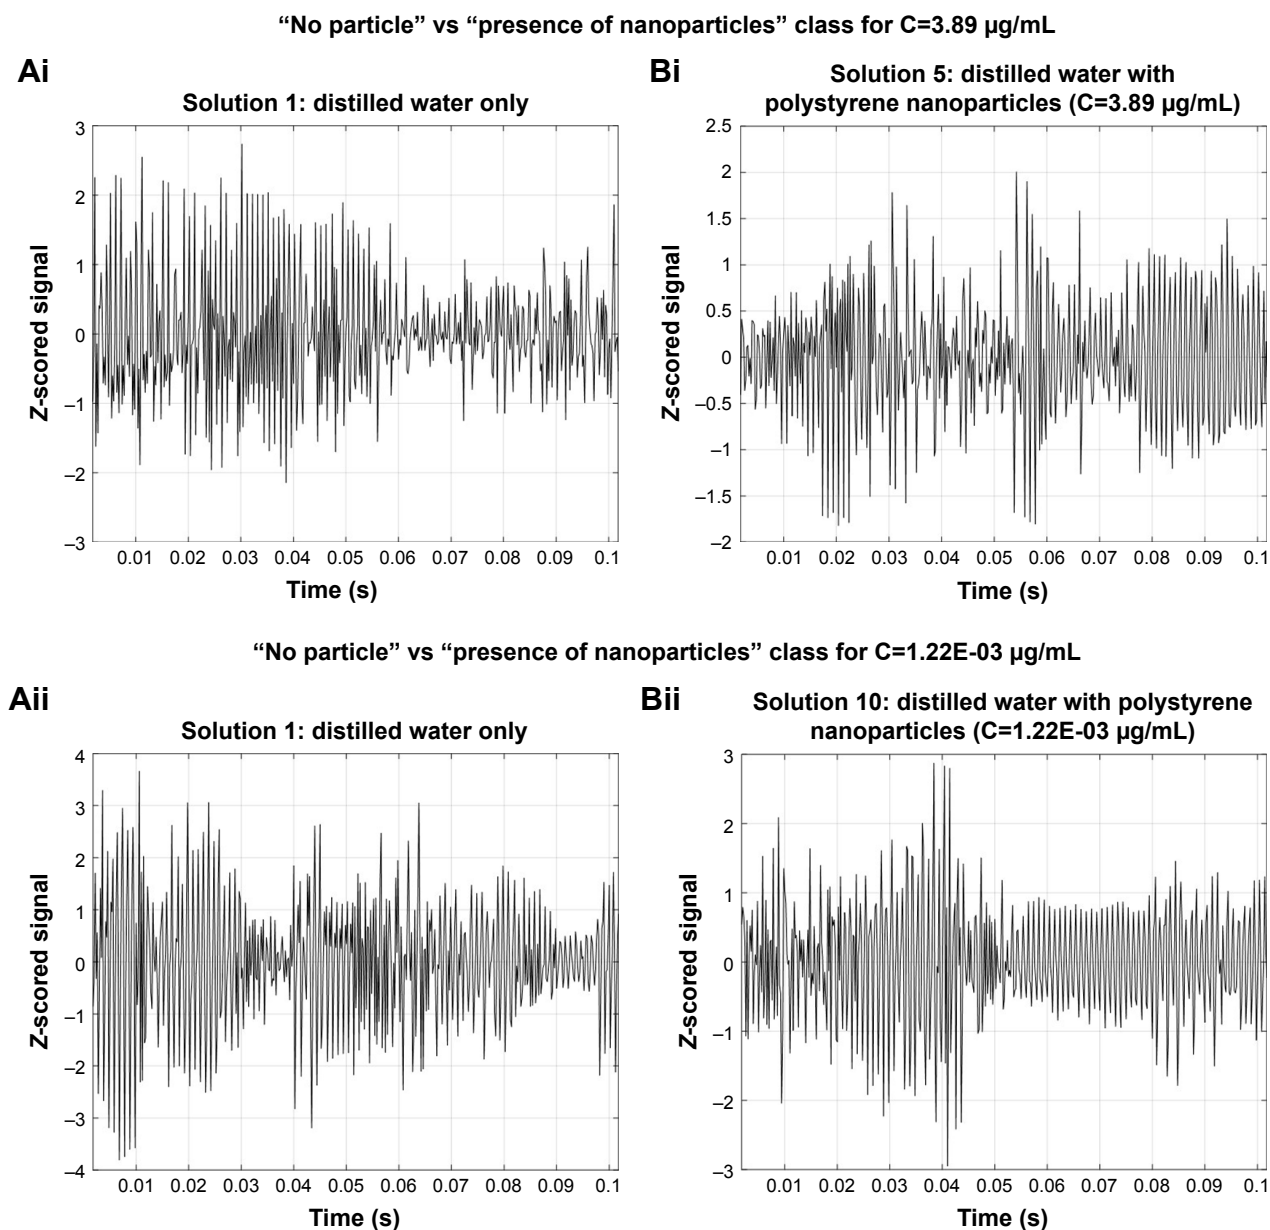 “No particle” vs “presence of nanoparticles” class for C=3.89 µg/mL
Ai
Solution 1: distilled water only
3
2
1
0
–1
–2
–3
Z-scored signal
0.01 0.02 0.03 0.04 0.05 0.06 0.07 0.08 0.09 0.1
Time (s)
Bi
Solution 5: distilled water with
polystyrene nanoparticles (C=3.89 µg/mL)
2.5
2
1.5
1
0.5
0
–0.5
–1
–1.5
–2
Z-scored signal
0.01 0.02 0.03 0.04 0.05 0.06 0.07 0.08 0.09 0.1
Time (s)
“No particle” vs “presence of nanoparticles” class for C=1.22E-03 µg/mL
Aii
Solution 1: distilled water only
4
3
2
1
0
–1
–2
–3
–4
Z-scored signal
0.01 0.02 0.03 0.04 0.05 0.06 0.07 0.08 0.09 0.1
Time (s)
Bii
Solution 10: distilled water with polystyrene
nanoparticles (C=1.22E-03 µg/mL)
3
2
1
0
–1
–2
–3
Z-scored signal
0.01 0.02 0.03 0.04 0.05 0.06 0.07 0.08 0.09 0.1
Time (s)